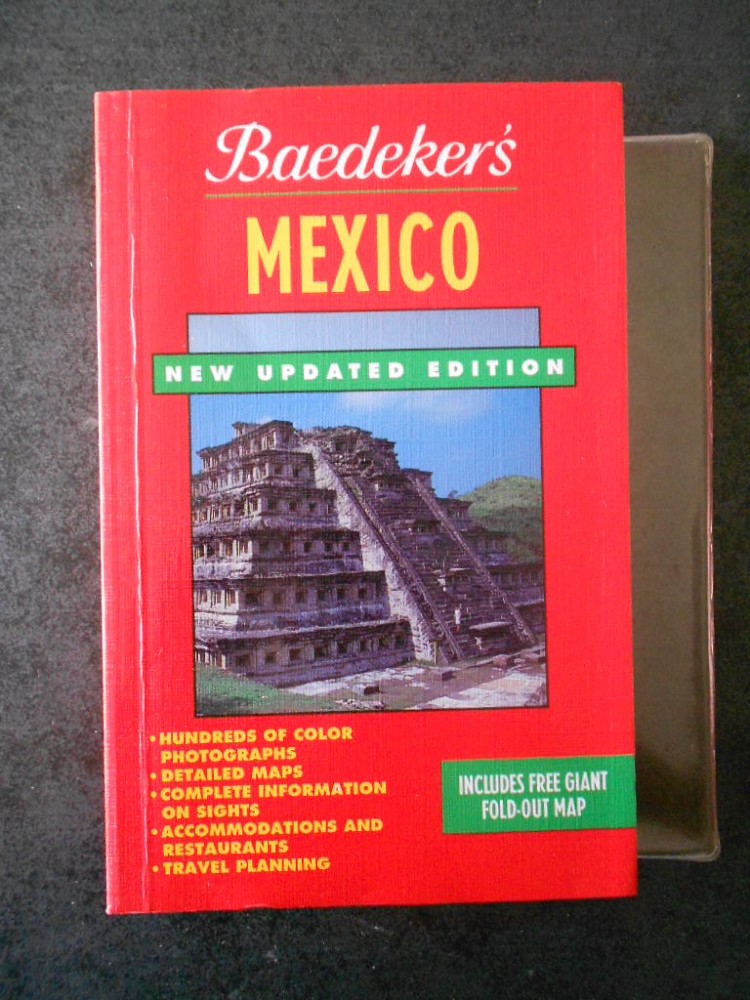 Baedeker's
MEXICO
NEW UPDATED EDITION
• HUNDREDS OF COLOR
PHOTOGRAPHS
• DETAILED MAPS
• COMPLETE INFORMATION
ON SIGHTS
• ACCOMMODATIONS AND
RESTAURANTS
• TRAVEL PLANNING
INCLUDES FREE GIANT
FOLD-OUT MAP